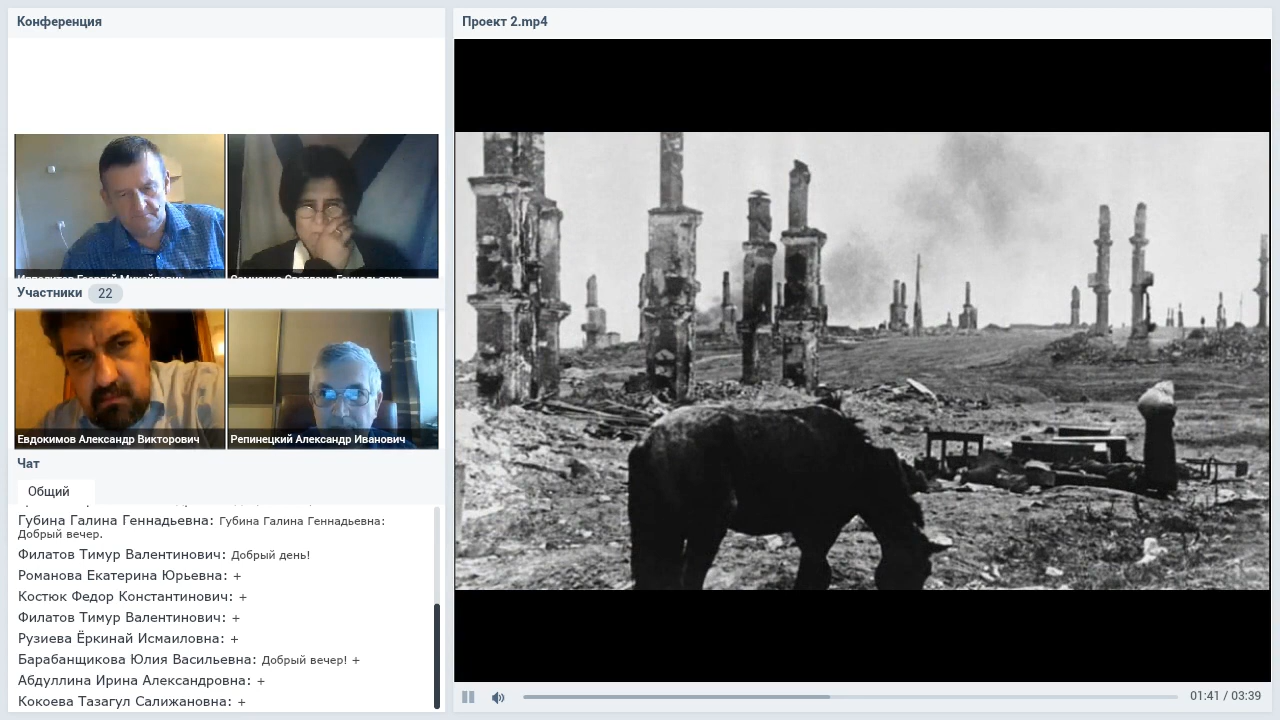 Конференция
Евдокимов Александр Викторович
Репинецкий Александр Иванович
Участники 22
Чат
Общий
Губина Галина Геннадьевна: Губина Галина Геннадьевна:
Добрый вечер.
Филатов Тимур Валентинович: Добрый день!
Романова Екатерина Юрьевна: +
Костюк Федор Константинович: +
Филатов Тимур Валентинович: +
Рузиева Ёркинай Исмаиловна: +
Барабанщикова Юлия Васильевна: Добрый вечер! +
Абдуллина Ирина Александровна: +
Кокоева Тазагул Салижановна: +
Проект 2.mp4
01:41 / 03:39